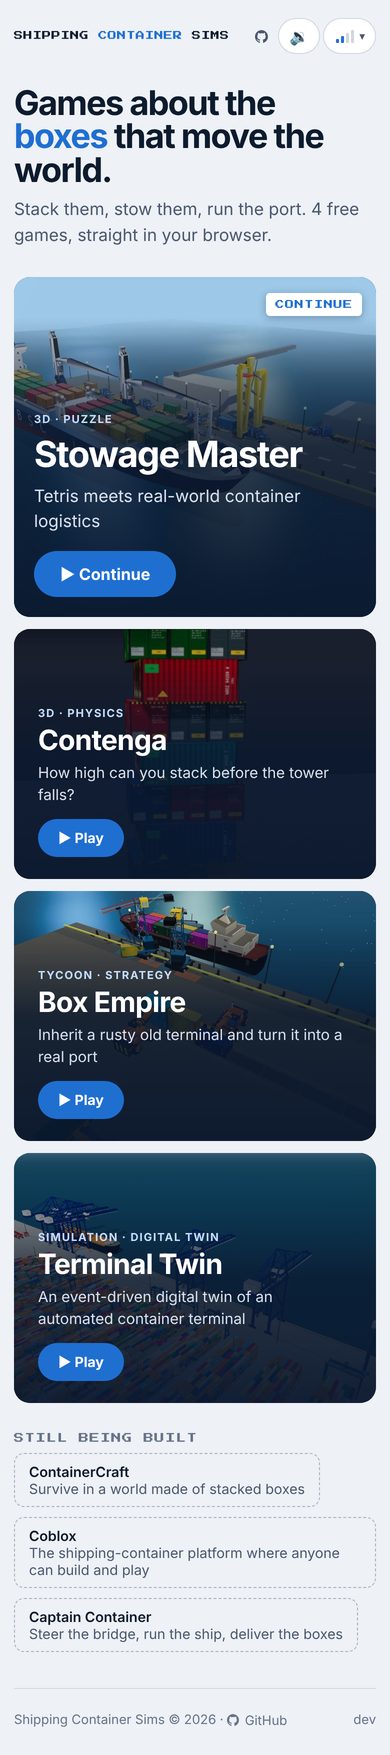 SHIPPING CONTAINER SIMS
Games about the
boxes that move the
world.
Stack them, stow them, run the port. 4 free
games, straight in your browser.
CONTINUE
3D · PUZZLE
Stowage Master
Tetris meets real-world container
logistics
▶ Continue
3D · PHYSICS
Contenga
How high can you stack before the tower
falls?
▶ Play
TYCOON · STRATEGY
Box Empire
Inherit a rusty old terminal and turn it into a
real port
▶ Play
SIMULATION · DIGITAL TWIN
Terminal Twin
An event-driven digital twin of an
automated container terminal
▶ Play
STILL BEING BUILT
ContainerCraft
Survive in a world made of stacked boxes
Coblox
The shipping-container platform where anyone
can build and play
Captain Container
Steer the bridge, run the ship, deliver the boxes
Shipping Container Sims © 2026 · GitHub dev